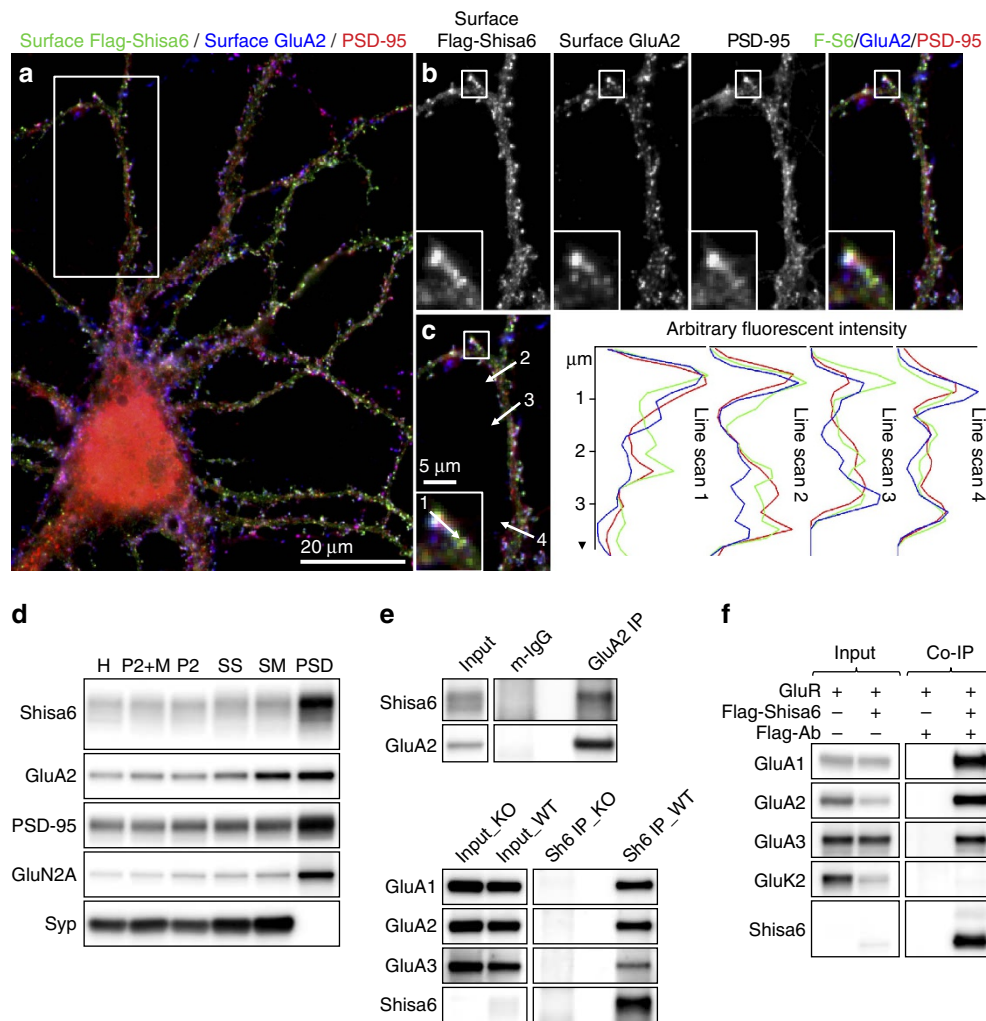 Surface Flag-Shisa6 / Surface GluA2 / PSD-95
Surface
Flag-Shisa6
Surface GluA2
PSD-95
F-S6/GluA2/PSD-95
a
20 µm
b
c
2
3
5 µm
1
4
Arbitrary fluorescent intensity
µm
1
2
3
Line scan 1
Line scan 2
Line scan 3
Line scan 4
d
H P2+M P2 SS SM PSD
Shisa6
GluA2
PSD-95
GluN2A
Syp
e
Input
m-IgG
GluA2 IP
Shisa6
GluA2
Input_KO
Input_WT
Sh6 IP_KO
Sh6 IP_WT
GluA1
GluA2
GluA3
Shisa6
f
Input Co-IP
GluR + + + +
Flag-Shisa6 – + – +
Flag-Ab – – + +
GluA1
GluA2
GluA3
GluK2
Shisa6